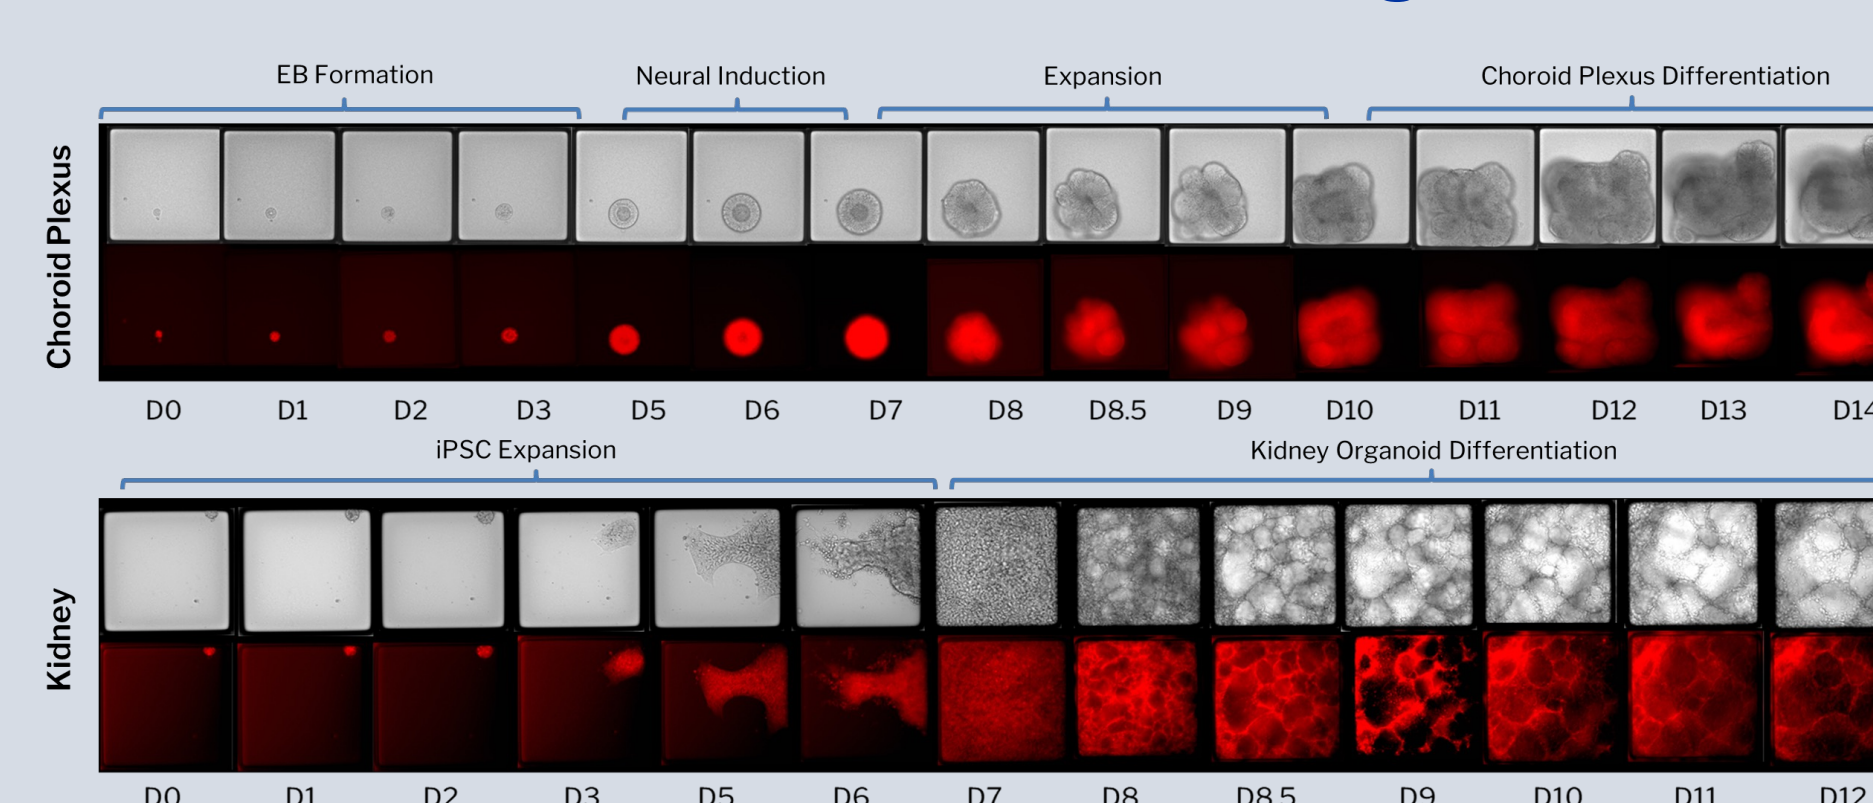 EB Formation Neural Induction Expansion Choroid Plexus Differentiation
Choroid Plexus
D0 D1 D2 D3 D5 D6 D7 D8 D8.5 D9 D10 D11 D12 D13 D14
iPSC Expansion Kidney Organoid Differentiation
Kidney
D0 D1 D2 D3 D5 D6 D7 D8 D8.5 D9 D10 D11 D12